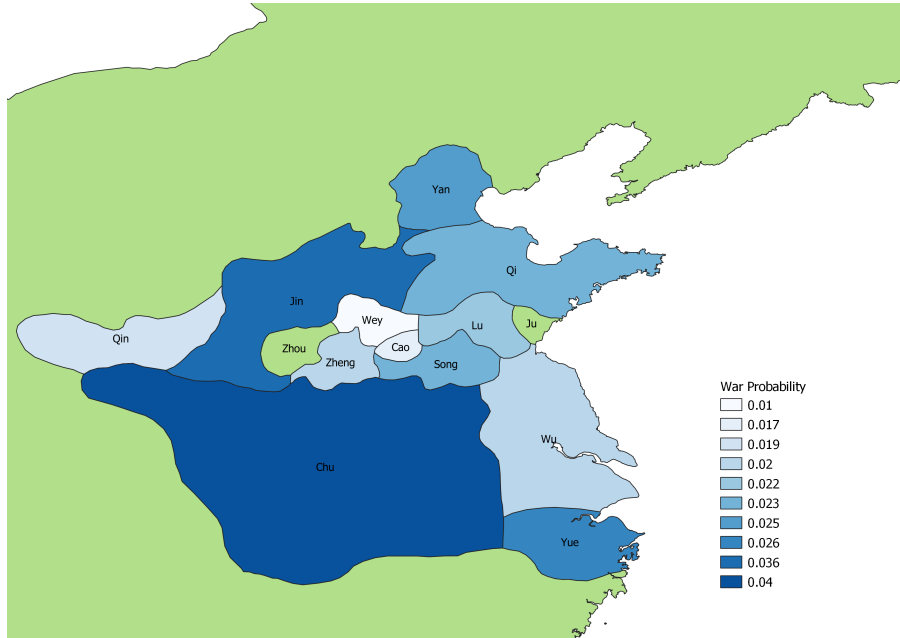 Yan
Qi
Jin
Wey
Lu
Ju
Qin
Zhou
Zheng
Cao
Song
Wu
Chu
Yue
War Probability
0.01
0.017
0.019
0.02
0.022
0.023
0.025
0.026
0.036
0.04